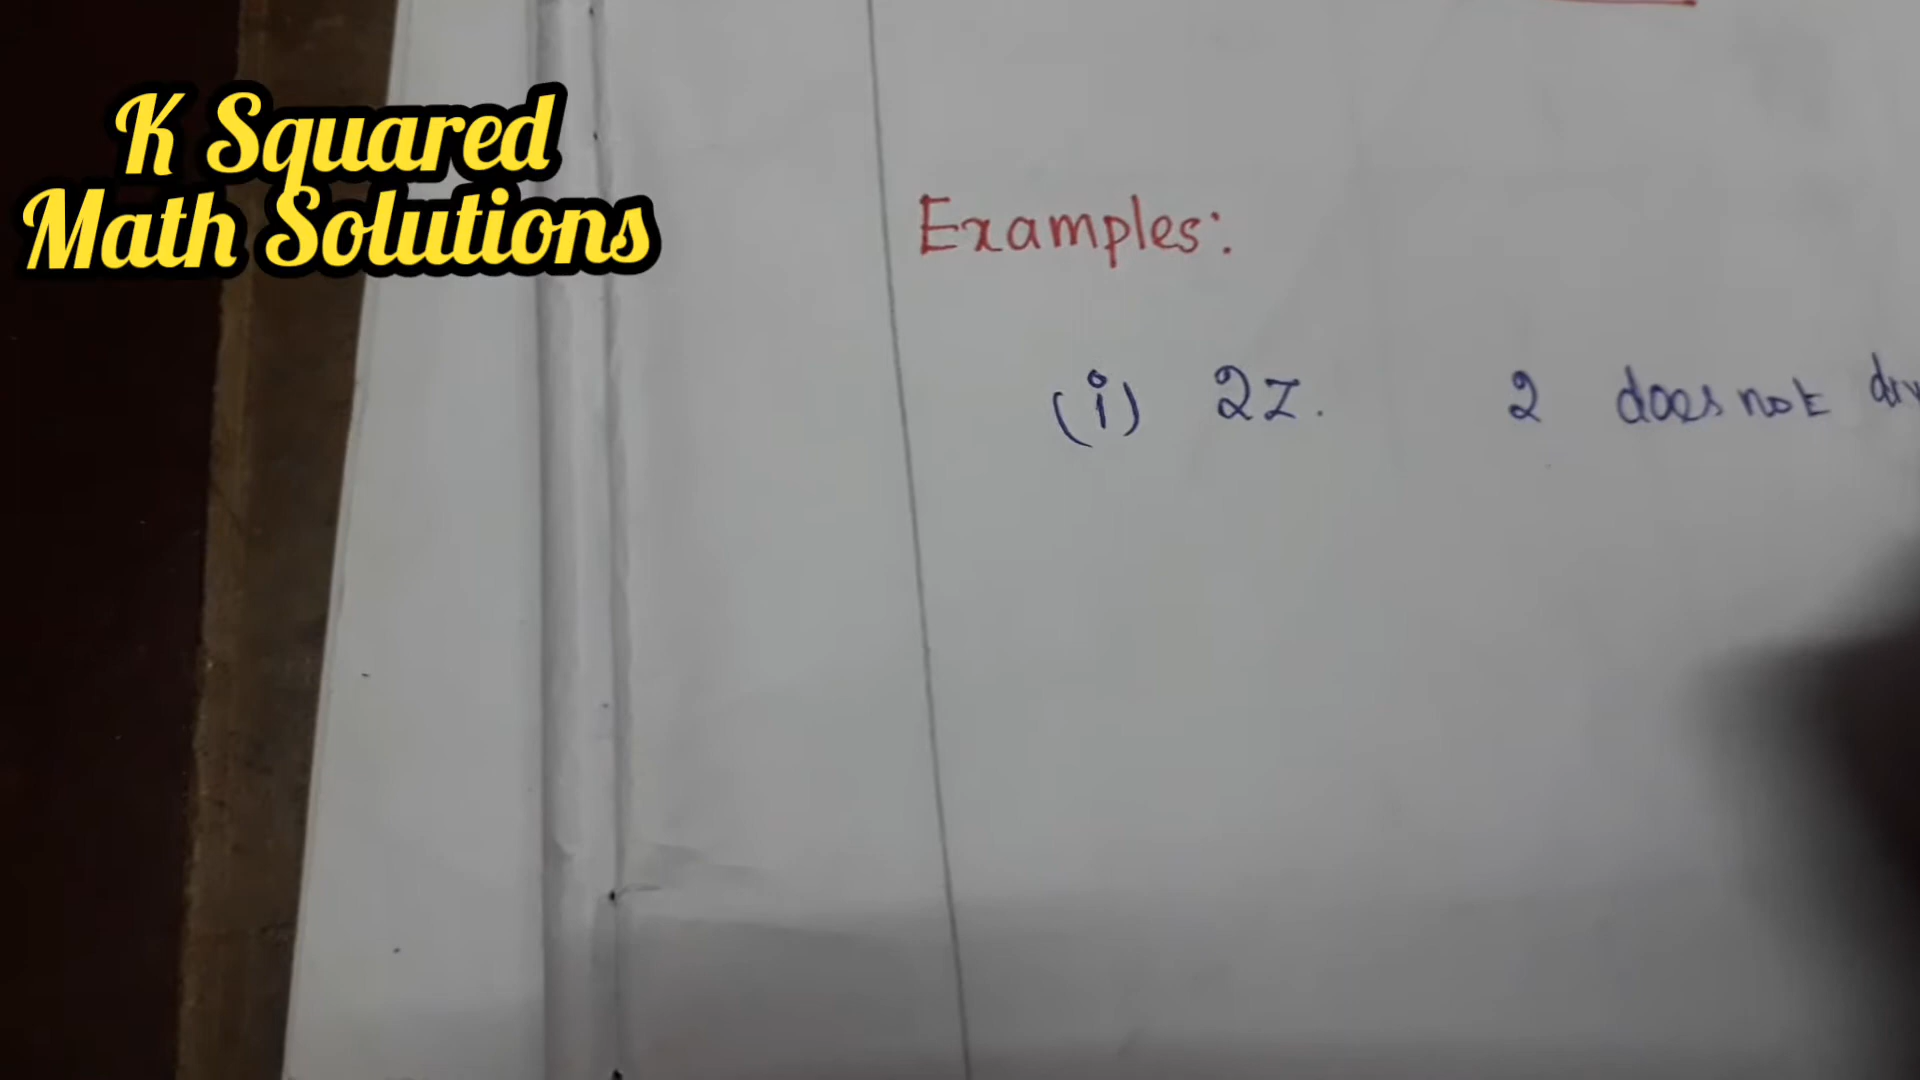 K Squared
Math Solutions
Examples:
(i) 2Z. 2 does not